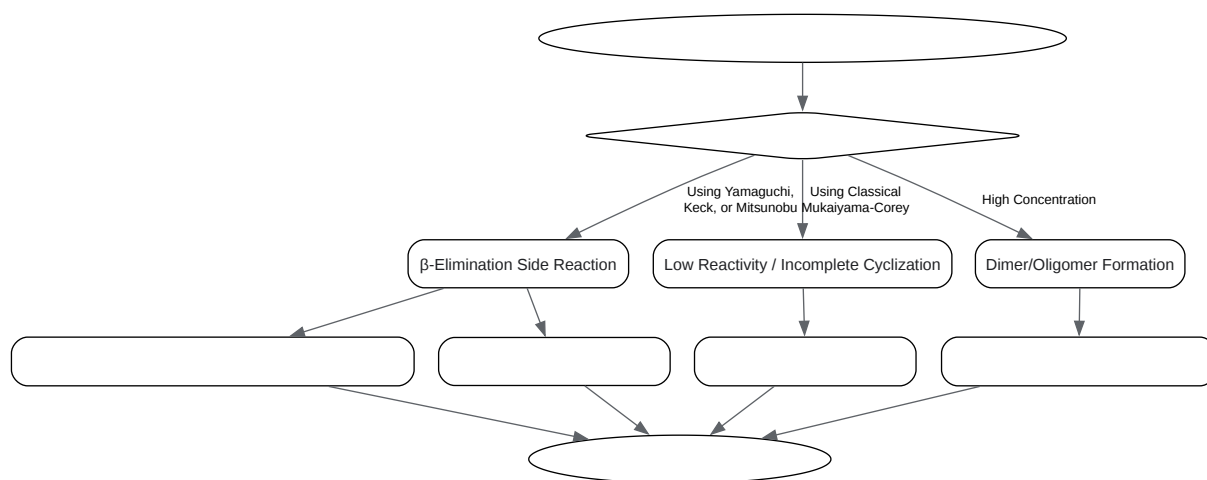 Using Yamaguchi,
Keck, or Mitsunobu
Using Classical
Mukaiyama-Corey
High Concentration
β-Elimination Side Reaction
Low Reactivity / Incomplete Cyclization
Dimer/Oligomer Formation